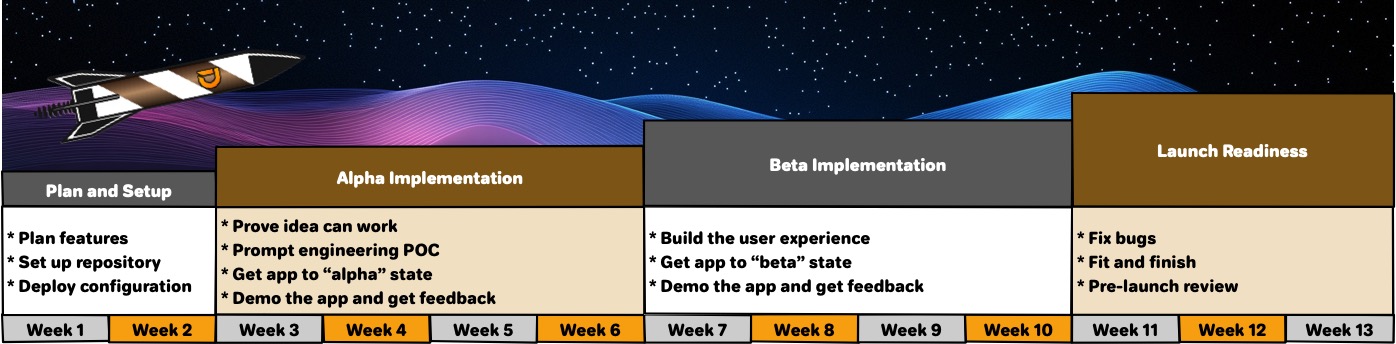 D
Plan and Setup
Alpha Implementation
Beta Implementation
Launch Readiness
* Plan features
* Set up repository
* Deploy configuration
* Prove idea can work
* Prompt engineering POC
* Get app to “alpha” state
* Demo the app and get feedback
* Build the user experience
* Get app to “beta” state
* Demo the app and get feedback
* Fix bugs
* Fit and finish
* Pre-launch review
Week 1
Week 2
Week 3
Week 4
Week 5
Week 6
Week 7
Week 8
Week 9
Week 10
Week 11
Week 12
Week 13